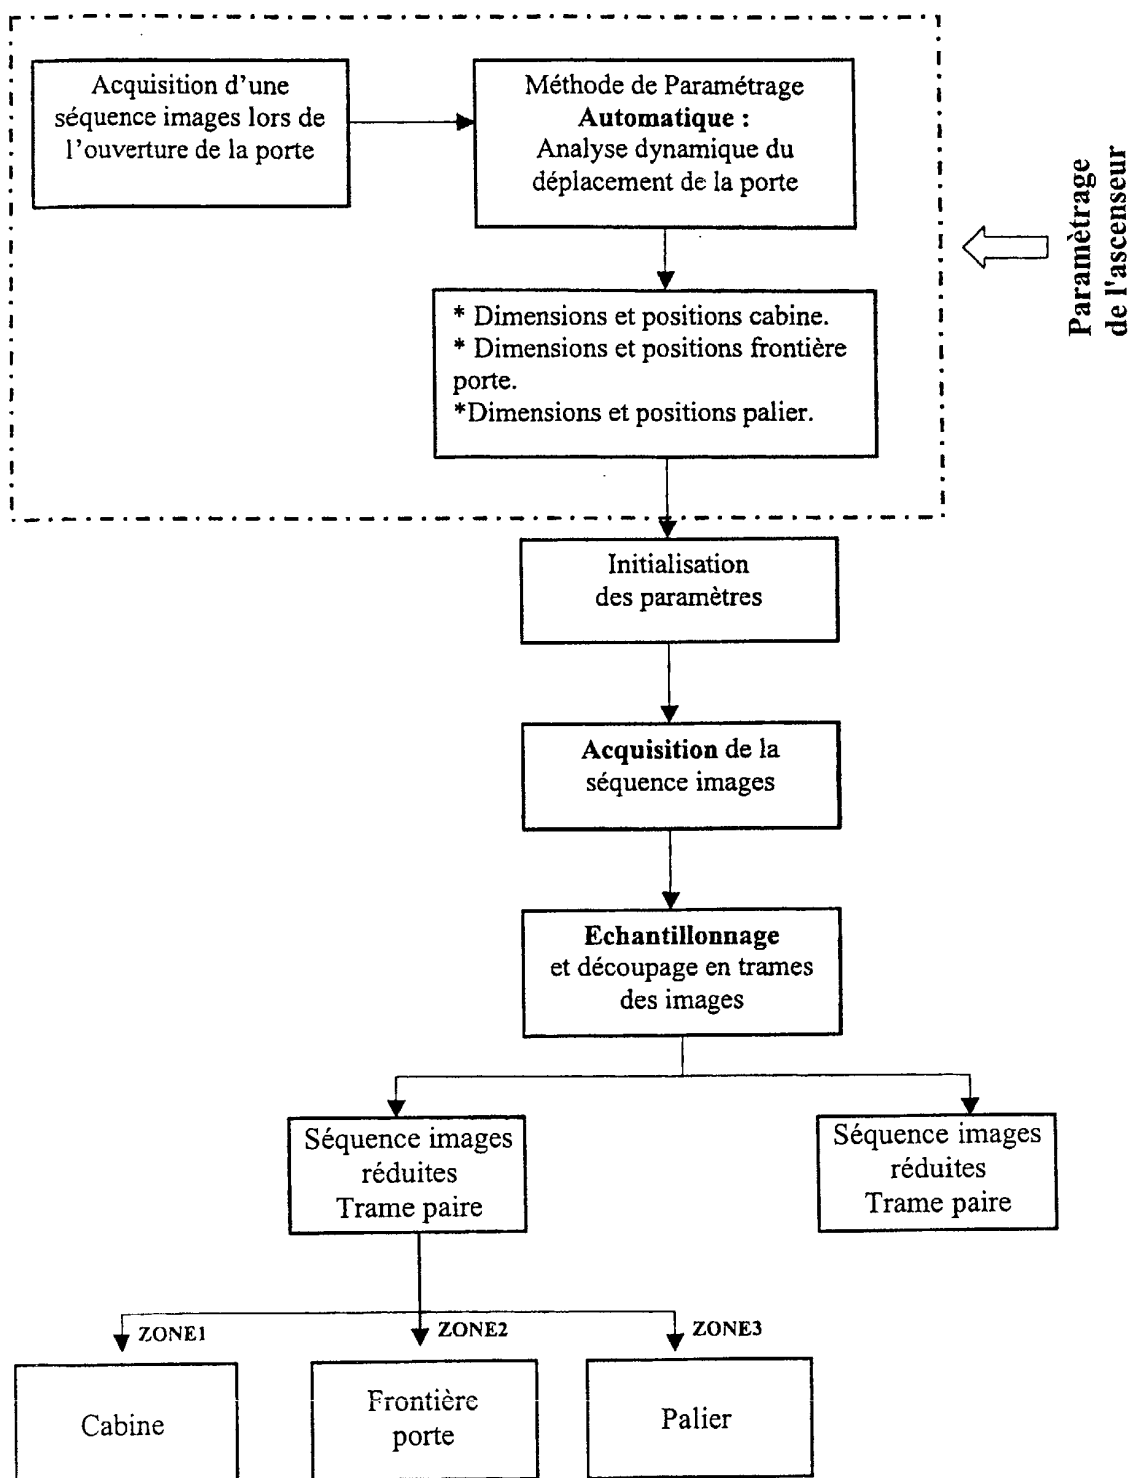 Acquisition d'une
séquence images lors de
l'ouverture de la porte
Méthode de Paramétrage
Automatique :
Analyse dynamique du
déplacement de la porte
Paramètrage
de l'ascenseur
* Dimensions et positions cabine.
* Dimensions et positions frontière
porte.
*Dimensions et positions palier.
Initialisation
des paramètres
Acquisition de la
séquence images
Echantillonnage
et découpage en trames
des images
Séquence images
réduites
Trame paire
Séquence images
réduites
Trame paire
ZONE1
ZONE2
ZONE3
Cabine
Frontière
porte
Palier